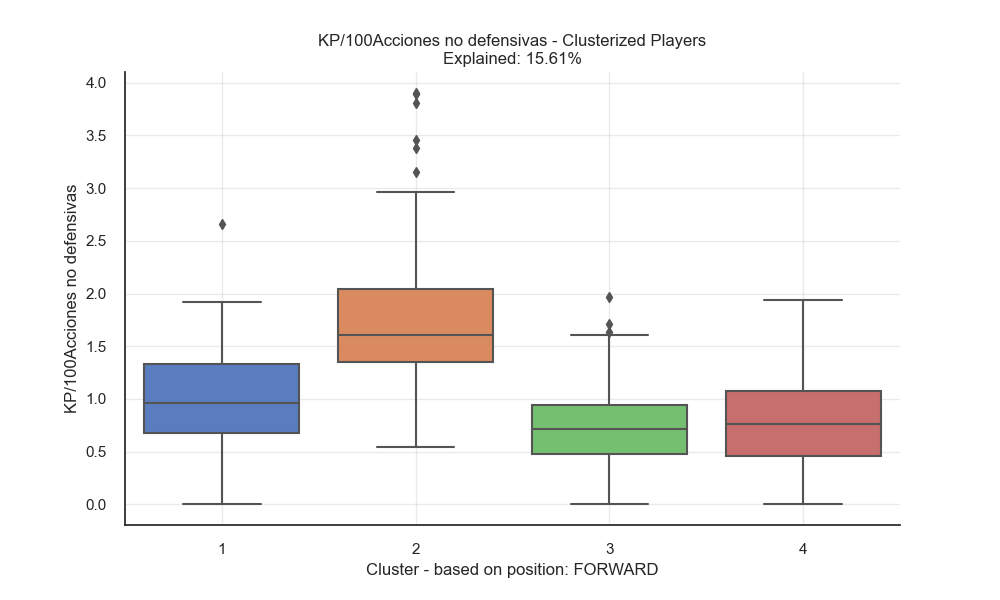 KP/100Acciones no defensivas - Clusterized Players
Explained: 15.61%
4.0
3.5
3.0
2.5
2.0
1.5
1.0
0.5
0.0
KP/100Acciones no defensivas
1 2 3 4
Cluster - based on position: FORWARD